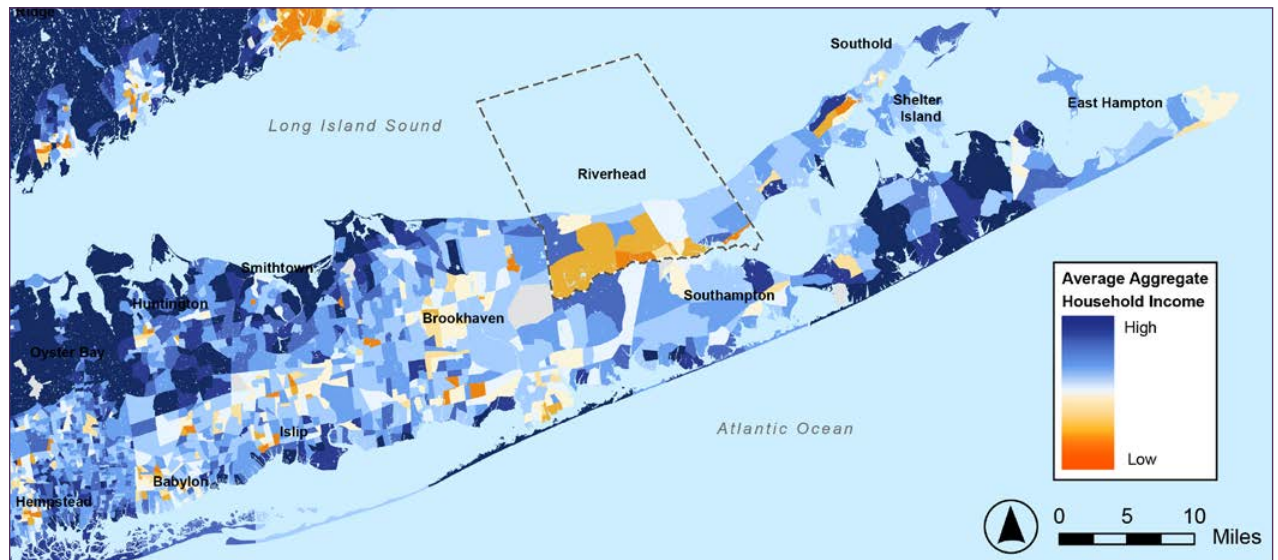 Ridge
Southold
Shelter
Island
East Hampton
Long Island Sound
Riverhead
Smithtown
Huntington
Southampton
Brookhaven
Oyster Bay
Islip
Atlantic Ocean
Babylon
Hempstead
Average Aggregate
Household Income
High
Low
0 5 10
Miles